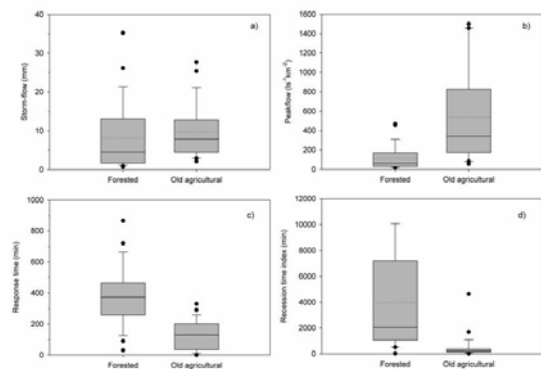 a)
Storm-flow (mm)
40
30
20
10
0
Forested Old agricultural
b)
Peakflow (ls⁻¹km⁻²)
1600
1400
1200
1000
800
600
400
200
0
Forested Old agricultural
c)
Response time (min)
1000
800
600
400
200
0
Forested Old agricultural
d)
Recession time index (min)
12000
10000
8000
6000
4000
2000
0
Forested Old agricultural